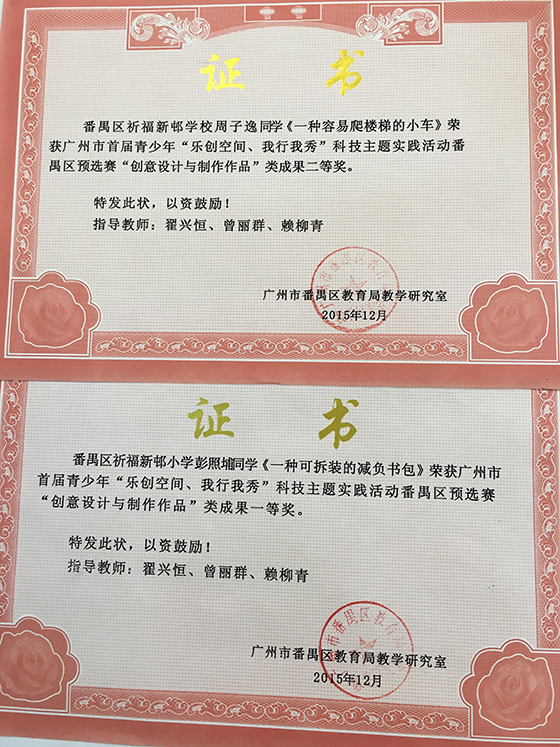 证书
番禺区祈福新邨学校周子逸同学《一种容易爬楼梯的小车》荣
获广州市首届青少年“乐创空间、我行我秀”科技主题实践活动番
禺区预选赛“创意设计与制作作品”类成果二等奖。
特发此状，以资鼓励！
指导教师：翟兴恒、曾丽群、赖柳青
广州市番禺区教育局教学研究室
2015年12月
证书
番禺区祈福新邨小学彭照埔同学《一种可拆装的减负书包》荣获广州市
首届青少年“乐创空间、我行我秀”科技主题实践活动番禺区预选赛
“创意设计与制作作品”类成果一等奖。
特发此状，以资鼓励！
指导教师：翟兴恒、曾丽群、赖柳青
广州市番禺区教育局教学研究室
2015年12月